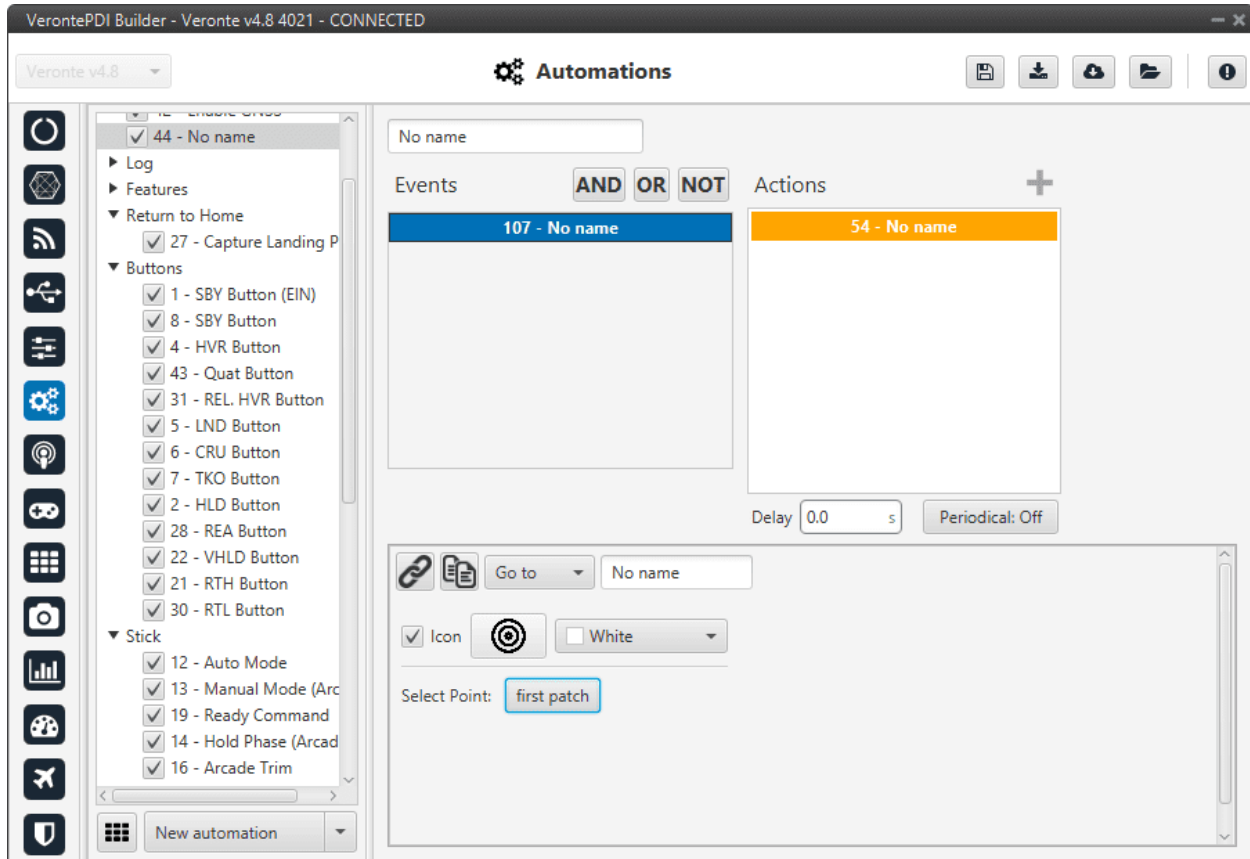 VerontePDI Builder - Veronte v4.8 4021 - CONNECTED
Veronte v4.8
Automations
44 - No name
Log
Features
Return to Home
27 - Capture Landing P
Buttons
1 - SBY Button (EIN)
8 - SBY Button
4 - HVR Button
43 - Quat Button
31 - REL. HVR Button
5 - LND Button
6 - CRU Button
7 - TKO Button
2 - HLD Button
28 - REA Button
22 - VHLD Button
21 - RTH Button
30 - RTL Button
Stick
12 - Auto Mode
13 - Manual Mode (Arc
19 - Ready Command
14 - Hold Phase (Arcad
16 - Arcade Trim
New automation
No name
Events AND OR NOT
107 - No name
Actions
54 - No name
Delay 0.0 s Periodical: Off
Go to No name
Icon White
Select Point: first patch